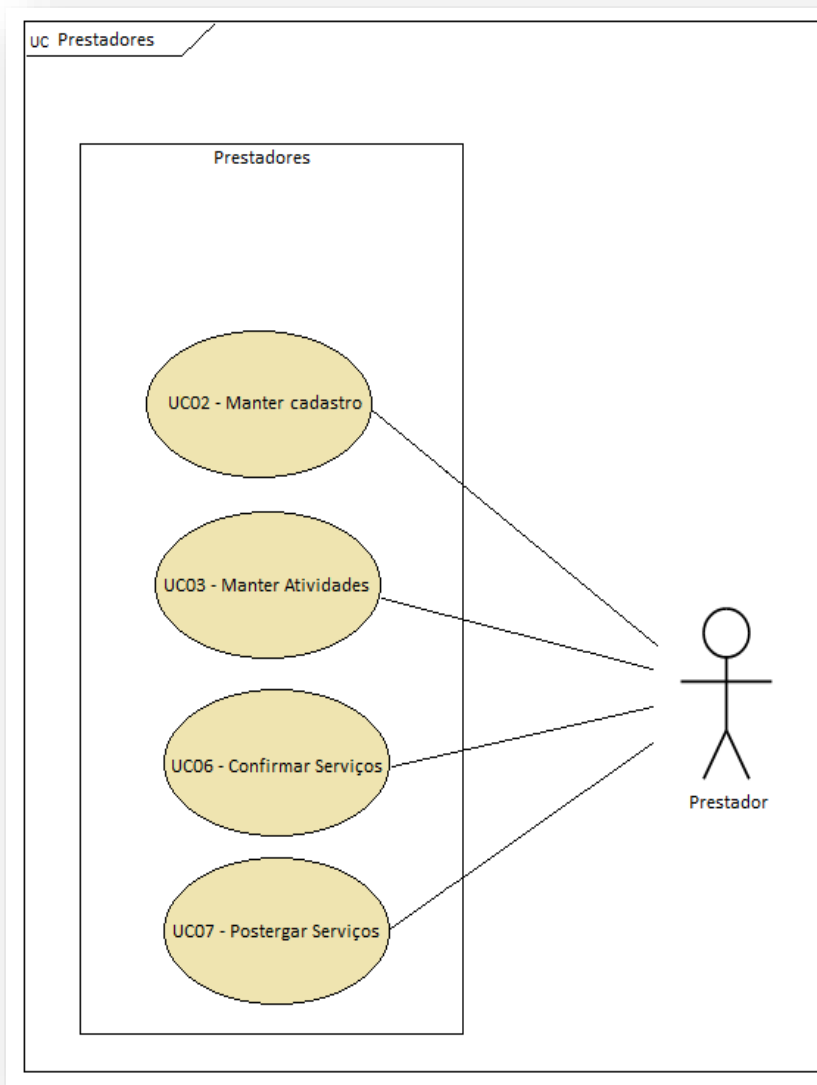 UC Prestadores
Prestadores
UC02 - Manter cadastro
UC03 - Manter Atividades
UC06 - Confirmar Serviços
UC07 - Postergar Serviços
Prestador